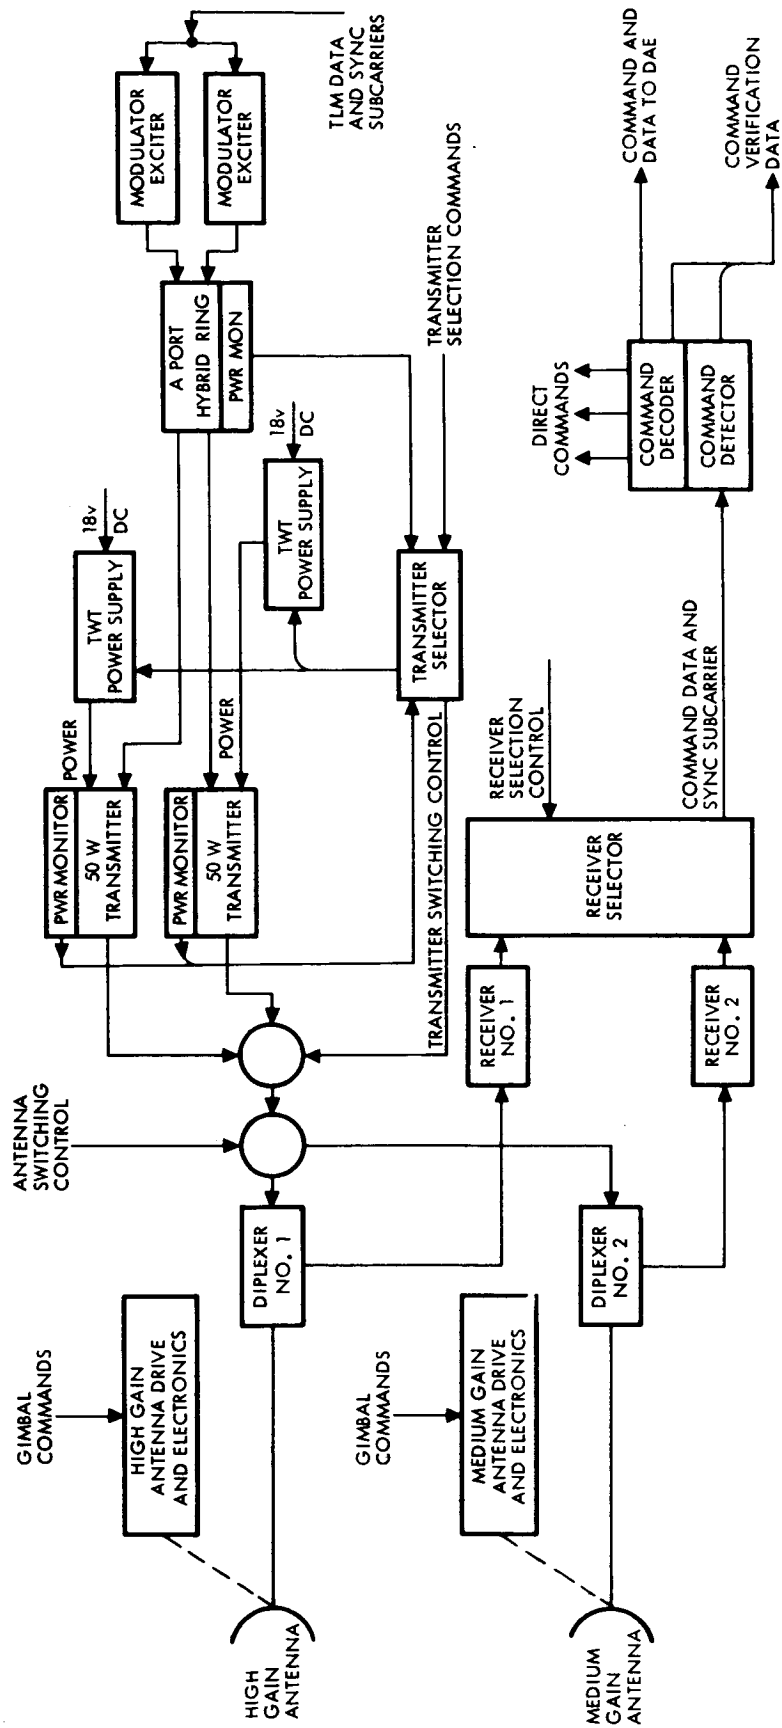 GIMBAL
COMMANDS
HIGH GAIN
ANTENNA DRIVE
AND ELECTRONICS
HIGH
GAIN
ANTENNA
ANTENNA
SWITCHING
CONTROL
DIPLEXER
NO. 1
PWR MONITOR
50 W
TRANSMITTER
POWER
PWR MONITOR
50 W
TRANSMITTER
POWER
TWT
POWER SUPPLY
18v
DC
TWT
POWER SUPPLY
18v
DC
A PORT
HYBRID RING
PWR MON
MODULATOR
EXCITER
MODULATOR
EXCITER
TLM DATA
AND SYNC
SUBCARRIERS
TRANSMITTER
SELECTOR
TRANSMITTER
SELECTION COMMANDS
TRANSMITTER SWITCHING CONTROL
GIMBAL
COMMANDS
MEDIUM GAIN
ANTENNA DRIVE
AND ELECTRONICS
MEDIUM
GAIN
ANTENNA
DIPLEXER
NO. 2
RECEIVER
NO. 1
RECEIVER
NO. 2
RECEIVER
SELECTOR
RECEIVER
SELECTION
CONTROL
COMMAND DATA AND
SYNC SUBCARRIER
DIRECT
COMMANDS
COMMAND
DECODER
COMMAND
DETECTOR
COMMAND AND
DATA TO DAE
COMMAND
VERIFICATION
DATA